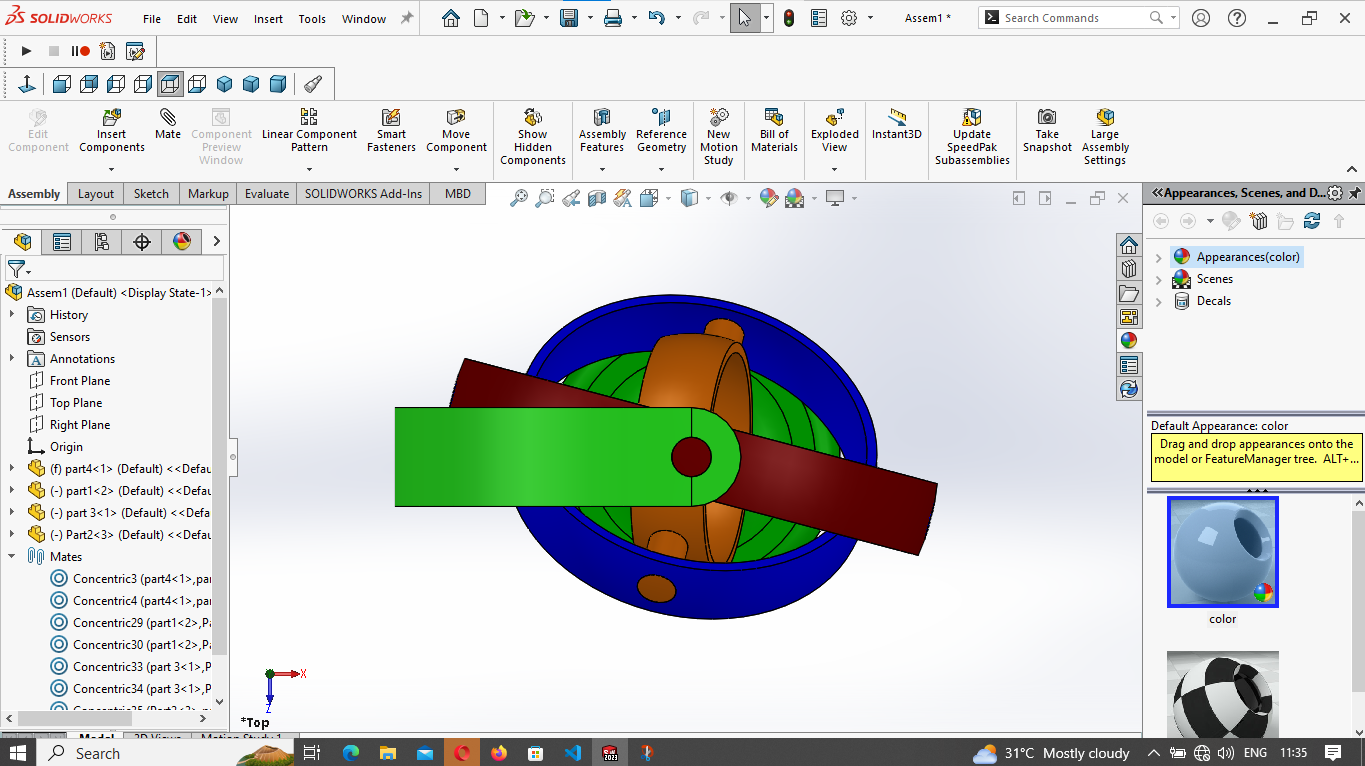 SOLIDWORKS File Edit View Insert Tools Window Assem1 * Search Commands
Edit Component
Insert Components
Mate
Component Preview Window
Linear Component Pattern
Smart Fasteners
Move Component
Show Hidden Components
Assembly Features
Reference Geometry
New Motion Study
Bill of Materials
Exploded View
Instant3D
Update SpeedPak Subassemblies
Take Snapshot
Large Assembly Settings
Assembly Layout Sketch Markup Evaluate SOLIDWORKS Add-Ins MBD
Assem1 (Default) <Display State-1>
History
Sensors
Annotations
Front Plane
Top Plane
Right Plane
Origin
(f) part4<1> (Default) <<Defau
(-) part1<2> (Default) <<Defau
(-) part 3<1> (Default) <<Defa
(-) Part2<3> (Default) <<Defau
Mates
Concentric3 (part4<1>,par
Concentric4 (part4<1>,par
Concentric29 (part1<2>,P
Concentric30 (part1<2>,P
Concentric33 (part 3<1>,P
Concentric34 (part 3<1>,P
X
Z
*Top
Model 3D Views Motion Study 1
Appearances, Scenes, and D...
Appearances(color)
Scenes
Decals
Default Appearance: color
Drag and drop appearances onto the
model or FeatureManager tree. ALT+...
color
Search
31°C Mostly cloudy
ENG 11:35